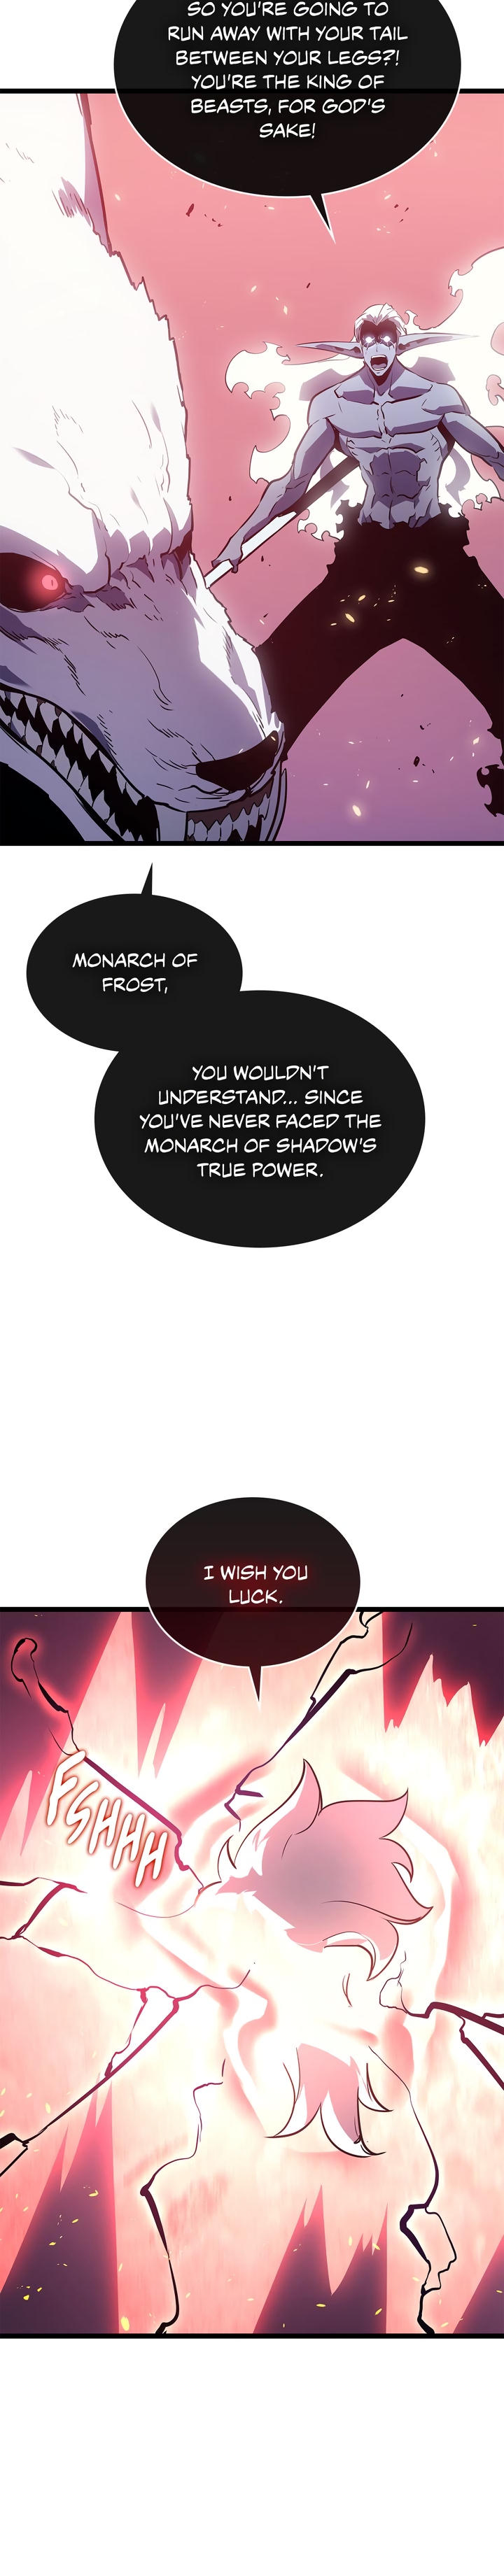 SO YOU'RE GOING TO
RUN AWAY WITH YOUR TAIL
BETWEEN YOUR LEGS?!
YOU'RE THE KING OF
BEASTS, FOR GOD'S
SAKE!
MONARCH OF
FROST,
YOU WOULDN'T
UNDERSTAND... SINCE
YOU'VE NEVER FACED THE
MONARCH OF SHADOW'S
TRUE POWER.
I WISH YOU
LUCK.
FSHHH